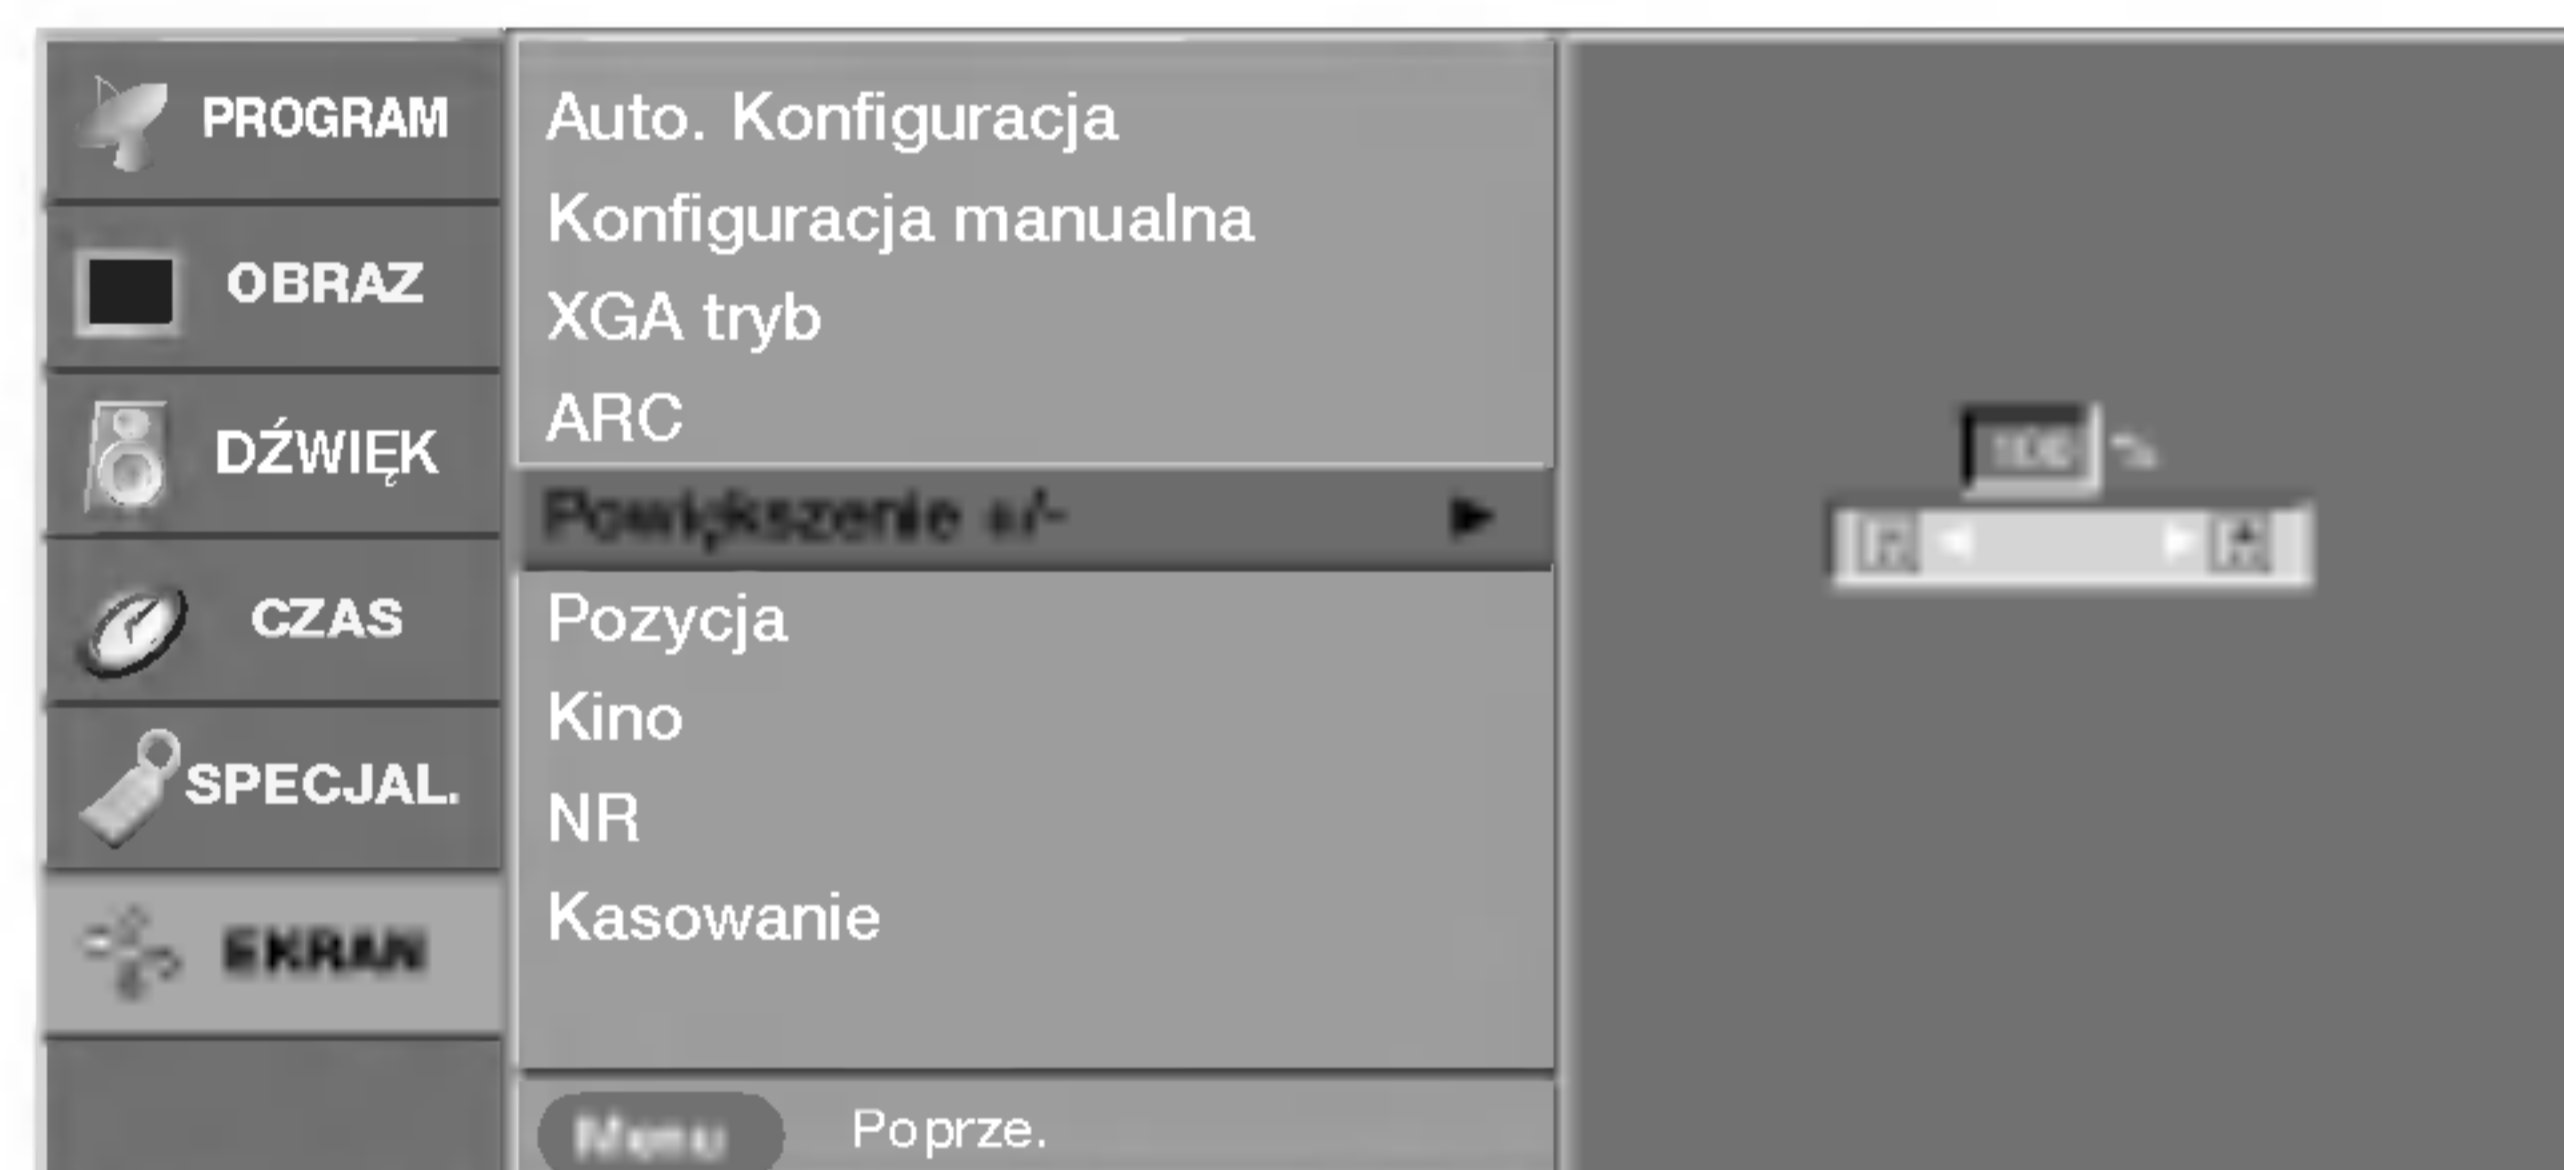 PROGRAM
OBRAZ
DŹWIĘK
CZAS
SPECJAL.
EKRAN
Auto. Konfiguracja
Konfiguracja manualna
XGA tryb
ARC
Powiększenie +/-
Pozycja
Kino
NR
Kasowanie
Menu Poprze.
- +